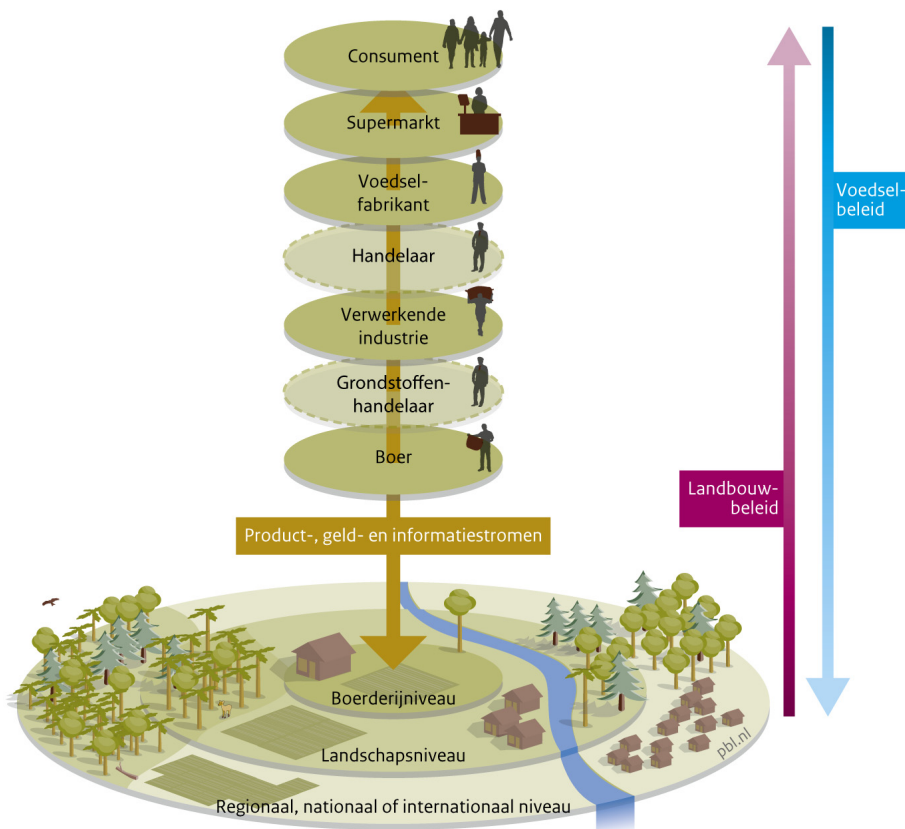 Consument
Supermarkt
Voedsel-
fabrikant
Handelaar
Verwerkende
industrie
Grondstoffen-
handelaar
Boer
Product-, geld- en informatiestromen
Voedsel-
beleid
Landbouw-
beleid
Boerderijniveau
Landschapsniveau
Regionaal, nationaal of internationaal niveau
pbl.nl